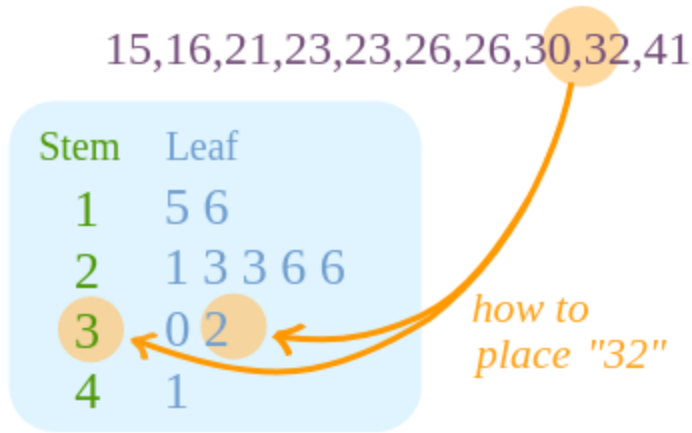 15,16,21,23,23,26,26,30,32,41
Stem Leaf
1 5 6
2 1 3 3 6 6
3 0 2
4 1
how to
place "32"